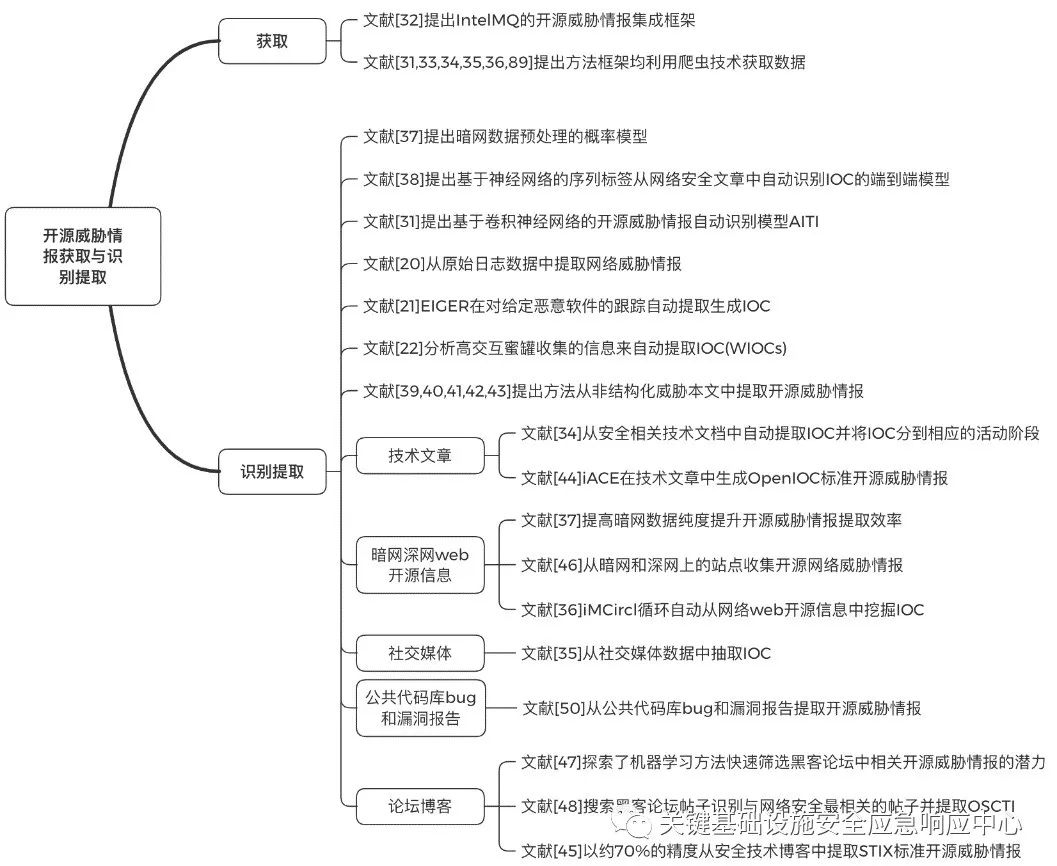 获取
文献[32]提出IntelMQ的开源威胁情报集成框架
文献[31,33,34,35,36,89]提出方法框架均利用爬虫技术获取数据
开源威胁情
报获取与识
别提取
识别提取
文献[37]提出暗网数据预处理的概率模型
文献[38]提出基于神经网络的序列标签从网络安全文章中自动识别IOC的端到端模型
文献[31]提出基于卷积神经网络的开源威胁情报自动识别模型AITI
文献[20]从原始日志数据中提取网络威胁情报
文献[21]EIGER在对给定恶意软件的跟踪自动提取生成IOC
文献[22]分析高交互蜜罐收集的信息来自动提取IOC(WIOCs)
文献[39,40,41,42,43]提出方法从非结构化威胁本文中提取开源威胁情报
技术文章
文献[34]从安全相关技术文档中自动提取IOC并将IOC分到相应的活动阶段
文献[44]iACE在技术文章中生成OpenIOC标准开源威胁情报
暗网深网web
开源信息
文献[37]提高暗网数据纯度提升开源威胁情报提取效率
文献[46]从暗网和深网上的站点收集开源网络威胁情报
文献[36]iMCircl循环自动从网络web开源信息中挖掘IOC
社交媒体
文献[35]从社交媒体数据中抽取IOC
公共代码库bug
和漏洞报告
文献[50]从公共代码库bug和漏洞报告提取开源威胁情报
论坛博客
文献[47]探索了机器学习方法快速筛选黑客论坛中相关开源威胁情报的潜力
文献[48]搜索黑客论坛帖子识别与网络安全最相关的帖子并提取OSCTI
文献[45]以约70%的精度从安全技术博客中提取STIX标准开源威胁情报
关键基础设施安全应急响应中心